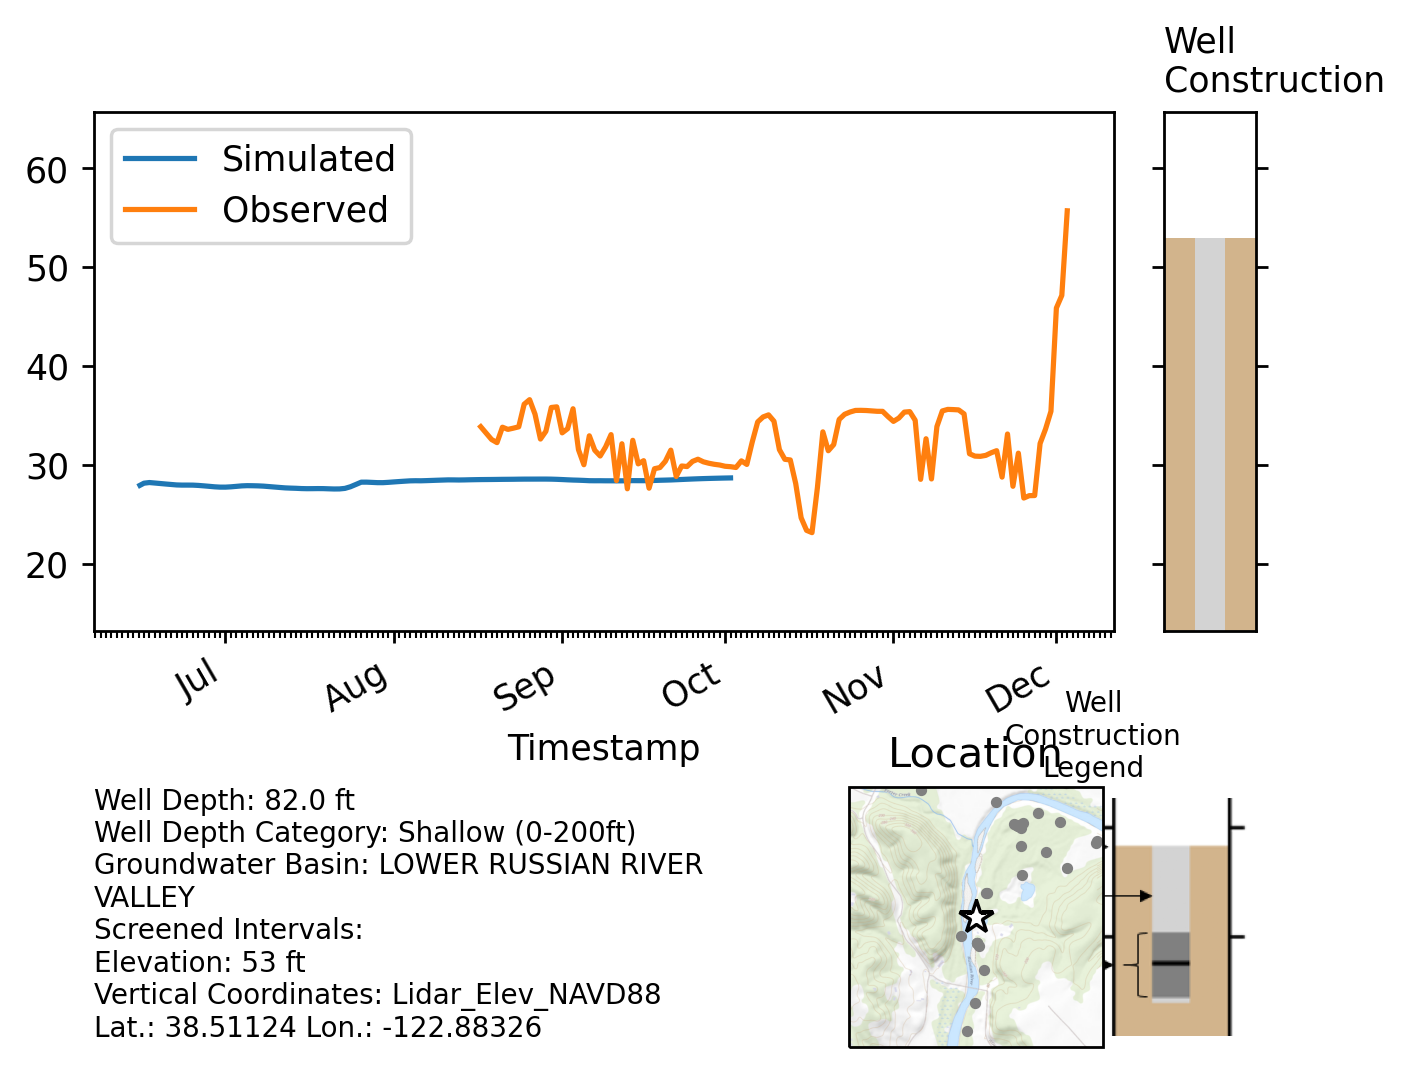 Well
Construction
Simulated
Observed
60
50
40
30
20
Jul
Aug
Sep
Oct
Nov
Dec
Timestamp
Well Depth: 82.0 ft
Well Depth Category: Shallow (0-200ft)
Groundwater Basin: LOWER RUSSIAN RIVER
VALLEY
Screened Intervals:
Elevation: 53 ft
Vertical Coordinates: Lidar_Elev_NAVD88
Lat.: 38.51124 Lon.: -122.88326
Location
Well
Construction
Legend